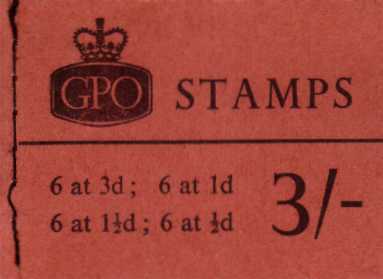 GPO STAMPS
6 at 3d; 6 at 1d
6 at 1½d; 6 at ½d
3/-